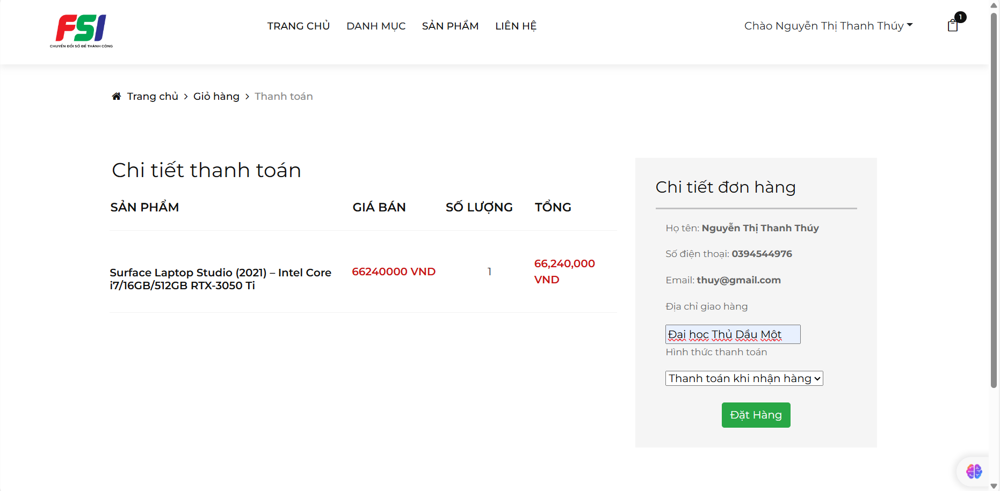 FSI
CHUYỂN ĐỔI SỐ ĐỂ THÀNH CÔNG
TRANG CHỦ
DANH MỤC
SẢN PHẨM
LIÊN HỆ
Chào Nguyễn Thị Thanh Thúy
1
Trang chủ > Giỏ hàng > Thanh toán
Chi tiết thanh toán
SẢN PHẨM
GIÁ BÁN
SỐ LƯỢNG
TỔNG
Surface Laptop Studio (2021) – Intel Core
i7/16GB/512GB RTX-3050 Ti
66240000 VND
1
66,240,000
VND
Chi tiết đơn hàng
Họ tên: Nguyễn Thị Thanh Thúy
Số điện thoại: 0394544976
Email: thuy@gmail.com
Địa chỉ giao hàng
Đại học Thủ Dầu Một
Hình thức thanh toán
Thanh toán khi nhận hàng
Đặt Hàng